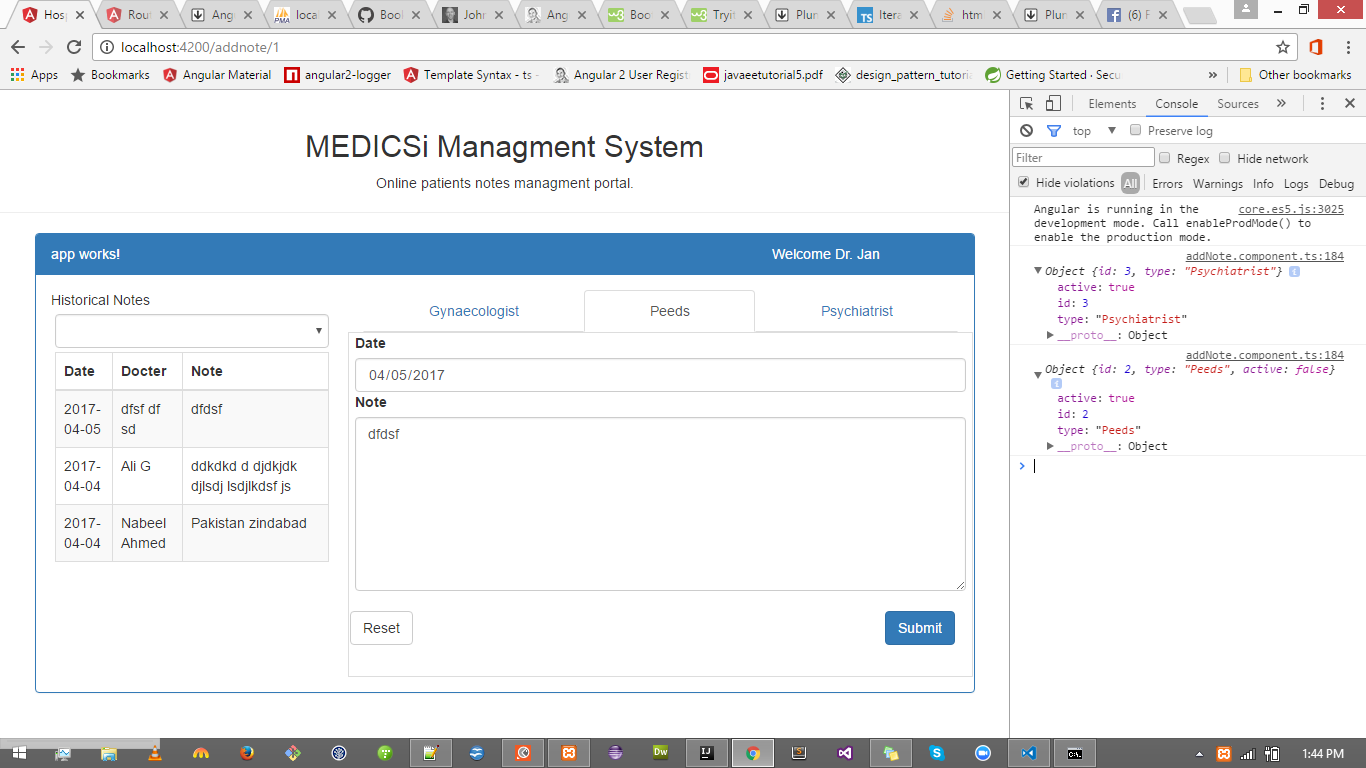 Hosp
Rout
Ang
local
Bool
John
Ang
Boo
Tryit
Plun
Itera
htm
Plun
(6) F
localhost:4200/addnote/1
Apps
Bookmarks
Angular Material
angular2-logger
Template Syntax - ts -
Angular 2 User Regist
javaeetutorial5.pdf
design_pattern_tutoria
Getting Started · Secu
»
Other bookmarks
MEDICSi Managment System
Online patients notes managment portal.
app works!
Welcome Dr. Jan
Historical Notes
Gynaecologist
Peeds
Psychiatrist
Date Docter Note
2017-04-05 dfsf df sd dfdsf
2017-04-04 Ali G ddkdkd d djdkjdk djlsdj lsdjlkdsf js
2017-04-04 Nabeel Ahmed Pakistan zindabad
Date
04/05/2017
Note
dfdsf
Reset
Submit
Elements Console Sources »
top
Preserve log
Filter
Regex
Hide network
Hide violations
All
Errors Warnings Info Logs Debug
Angular is running in the core.es5.js:3025
development mode. Call enableProdMode() to
enable the production mode.
addNote.component.ts:184
Object {id: 3, type: "Psychiatrist"}
active: true
id: 3
type: "Psychiatrist"
__proto__: Object
addNote.component.ts:184
Object {id: 2, type: "Peeds", active: false}
active: true
id: 2
type: "Peeds"
__proto__: Object
1:44 PM